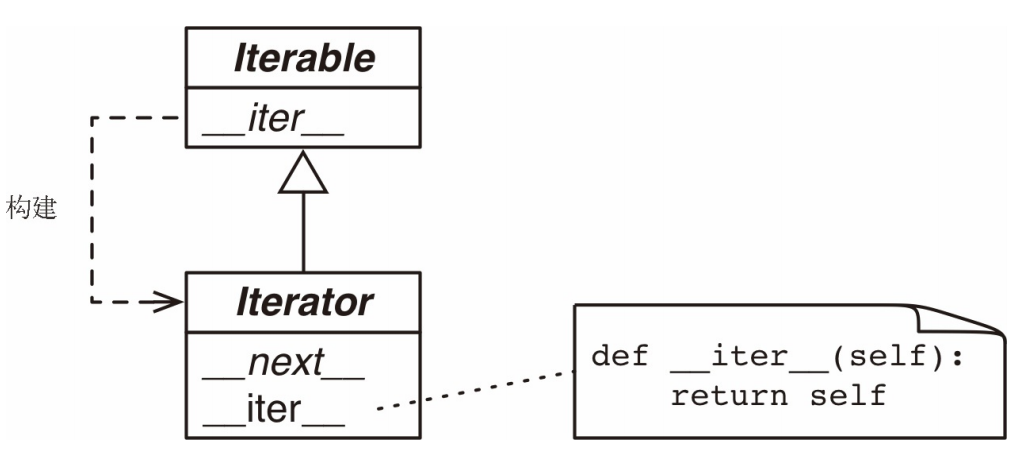 Iterable
__iter__
构建
Iterator
__next__
__iter__
def __iter__(self):
    return self